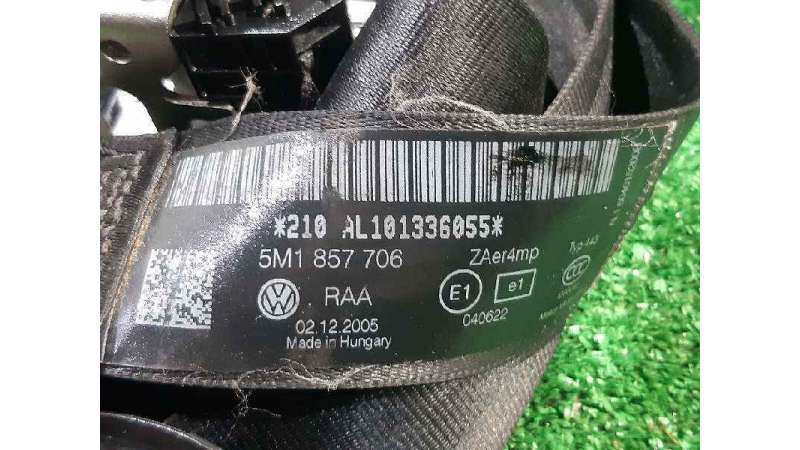 *210 AL101336055*
5M1 857 706 ZAer4mp
RAA E1 e1
02.12.2005 040622
Made in Hungary